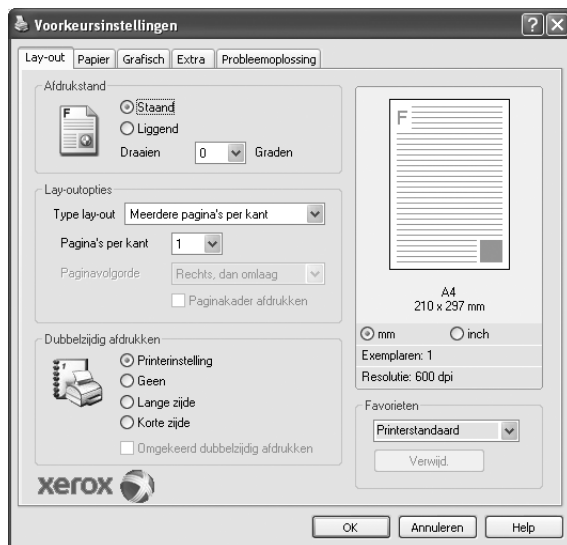 Voorkeursinstellingen
Lay-out Papier Grafisch Extra Probleemoplossing
Afdrukstand
F
Staand
Liggend
Draaien 0 Graden
Lay-outopties
Type lay-out Meerdere pagina's per kant
Pagina's per kant 1
Paginavolgorde Rechts, dan omlaag
Paginakader afdrukken
Dubbelzijdig afdrukken
Printerinstelling
Geen
Lange zijde
Korte zijde
Omgekeerd dubbelzijdig afdrukken
xerox
F
A4
210 x 297 mm
mm inch
Exemplaren: 1
Resolutie: 600 dpi
Favorieten
Printerstandaard
Verwijd.
OK Annuleren Help